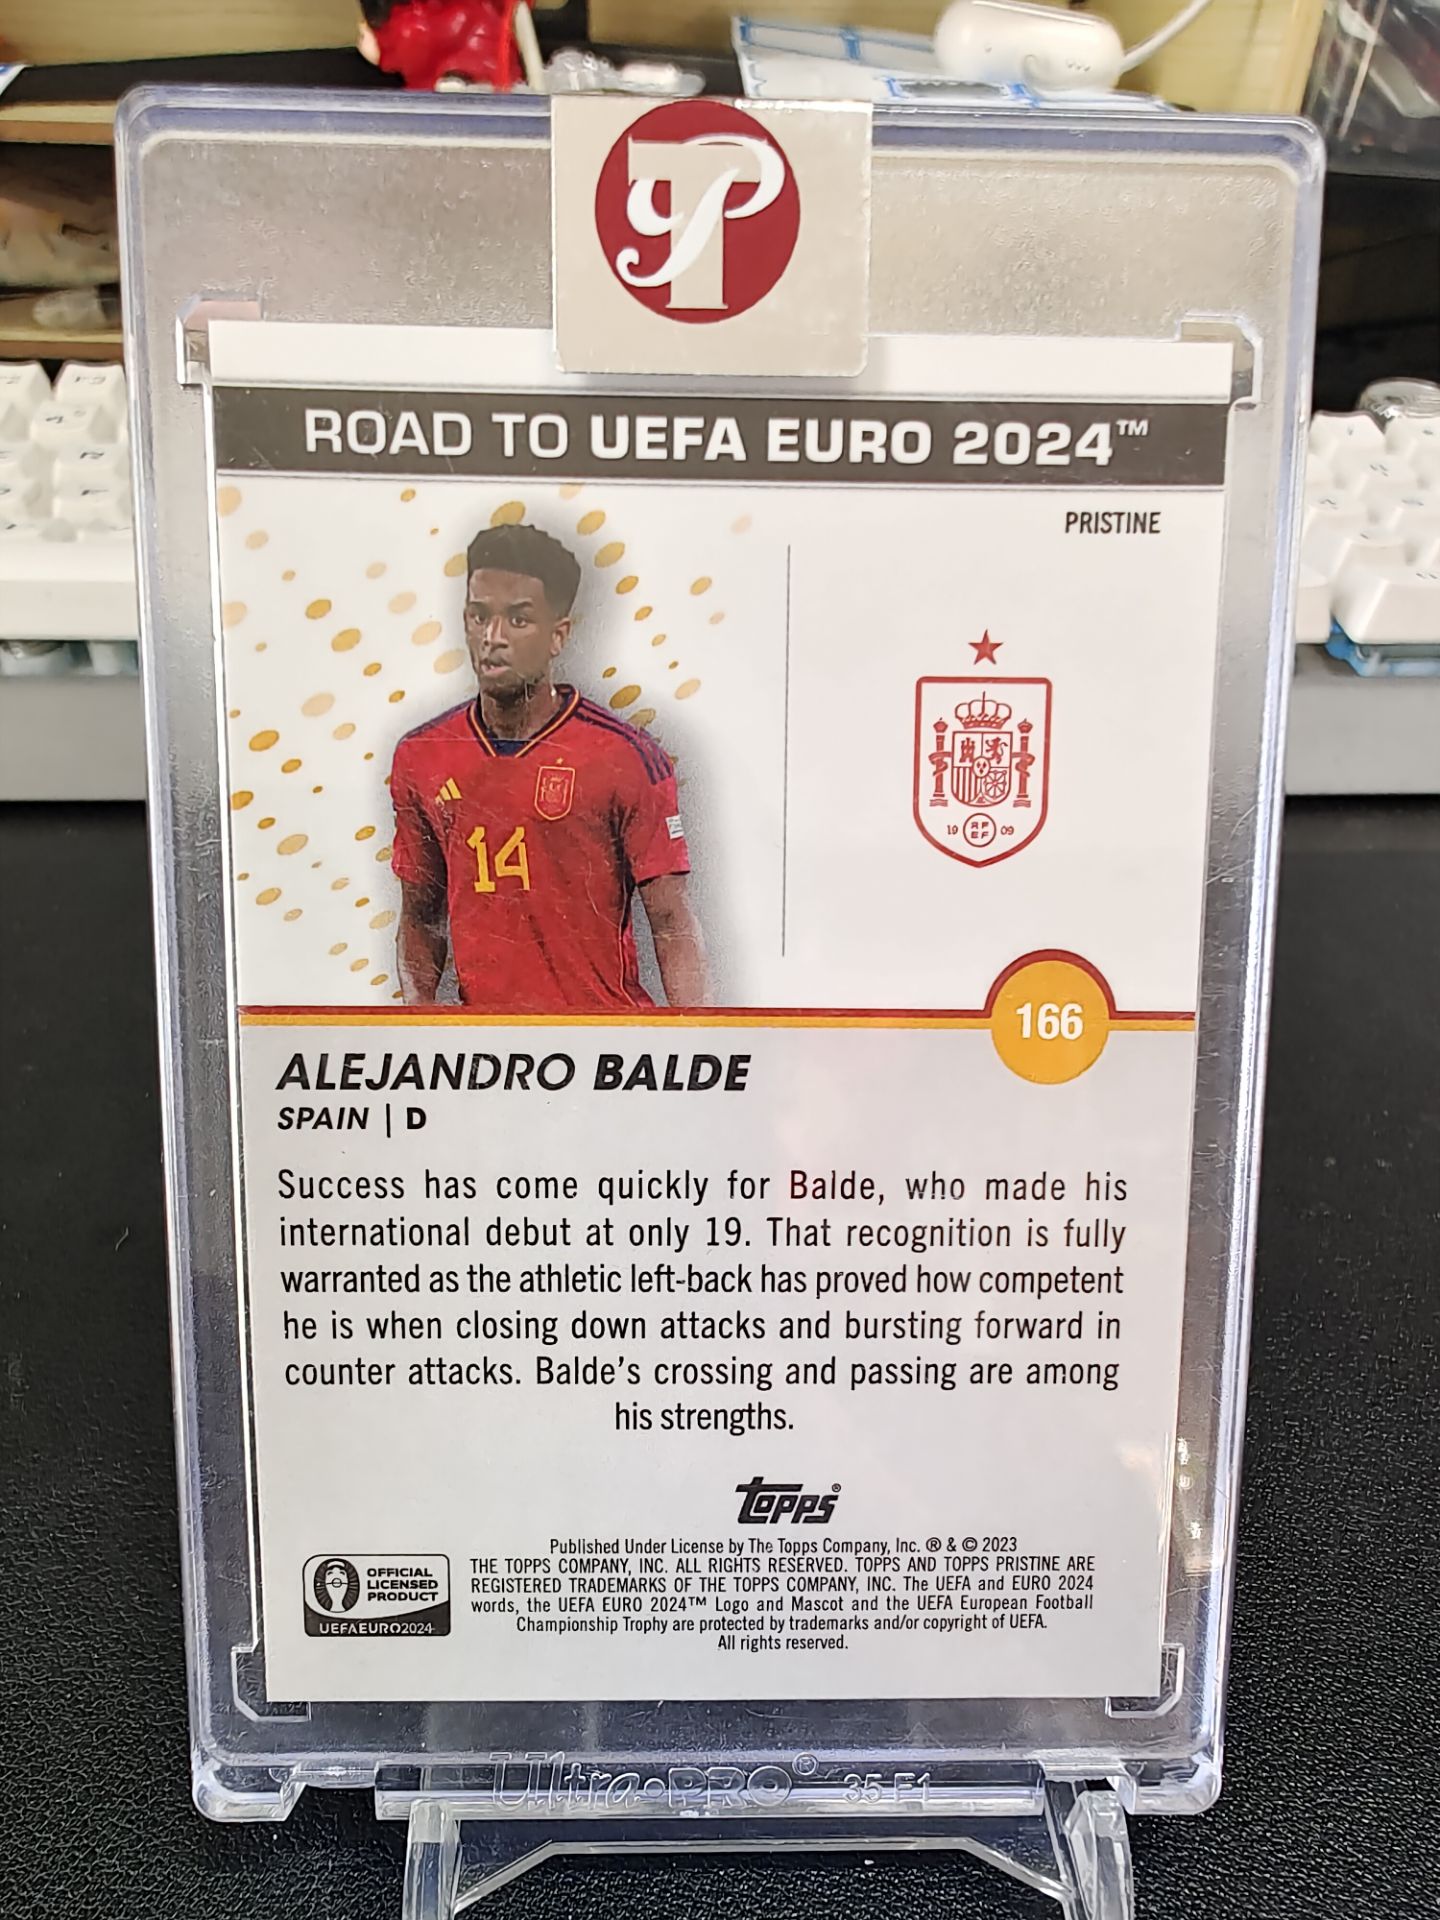 ROAD TO UEFA EURO 2024™
PRISTINE
14
19 RFEF 09
166
ALEJANDRO BALDE
SPAIN | D
Success has come quickly for Balde, who made his
international debut at only 19. That recognition is fully
warranted as the athletic left-back has proved how competent
he is when closing down attacks and bursting forward in
counter attacks. Balde's crossing and passing are among
his strengths.
Topps®
Published Under License by The Topps Company, Inc. ® & © 2023
THE TOPPS COMPANY, INC. ALL RIGHTS RESERVED. TOPPS AND TOPPS PRISTINE ARE
REGISTERED TRADEMARKS OF THE TOPPS COMPANY, INC. The UEFA and EURO 2024
words, the UEFA EURO 2024™ Logo and Mascot and the UEFA European Football
Championship Trophy are protected by trademarks and/or copyright of UEFA.
All rights reserved.
OFFICIAL
LICENSED
PRODUCT
UEFAEURO2024
Ultra•PRO® 35 F1